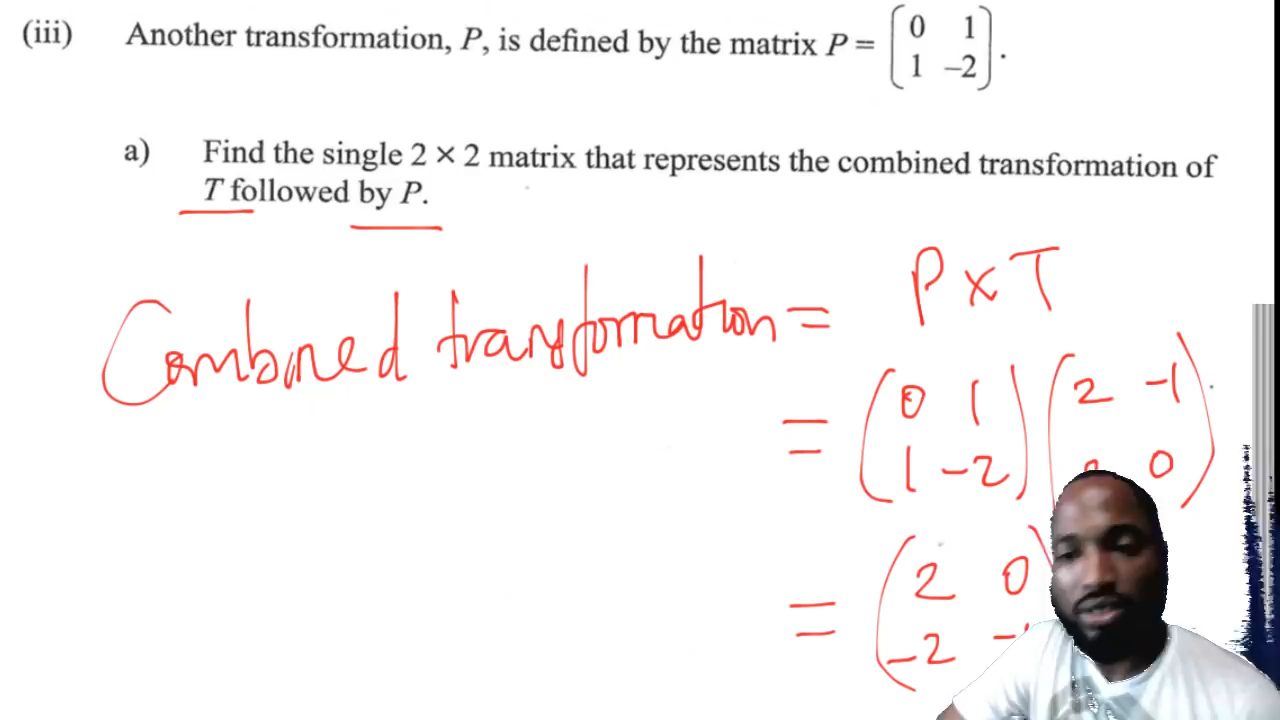 (iii) Another transformation, P, is defined by the matrix P = [0 1
1 −2].
a) Find the single 2 × 2 matrix that represents the combined transformation of
T followed by P.
Combined transformation = P × T
= (0 1
1 −2) (2 −1
0)
= (2 0
−2